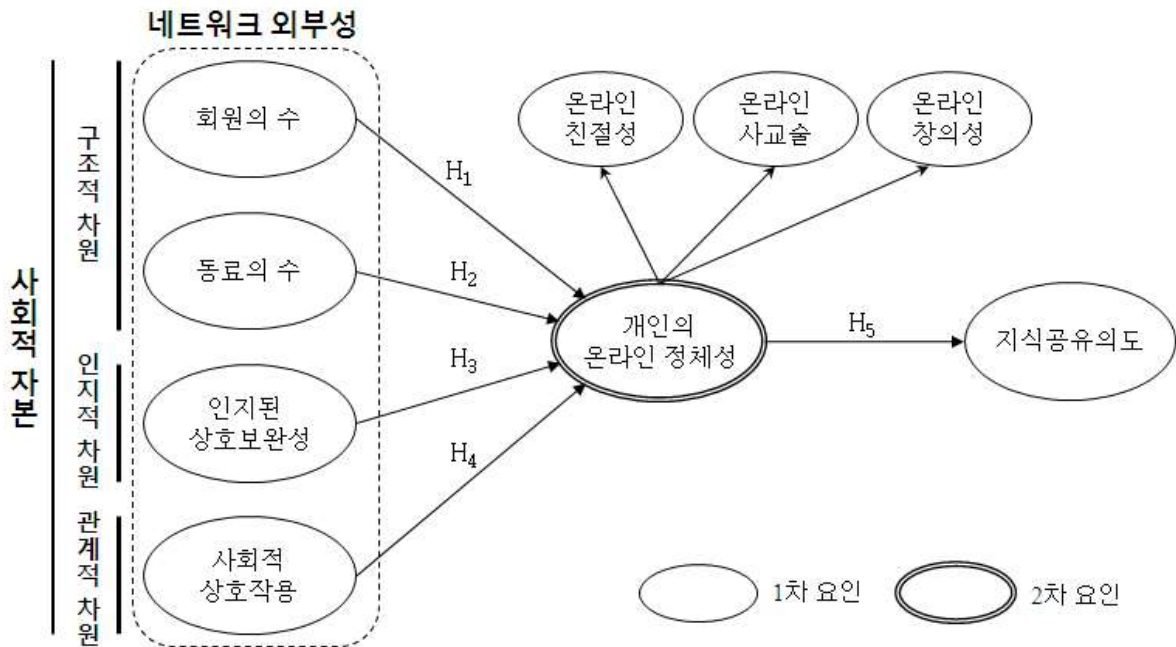 네트워크 외부성
사회적 자본
구조적 차원
인지적 차원
관계적 차원
회원의 수
동료의 수
인지된
상호보완성
사회적
상호작용
H1
H2
H3
H4
온라인
친절성
온라인
사교술
온라인
창의성
개인의
온라인 정체성
H5
지식공유의도
1차 요인
2차 요인